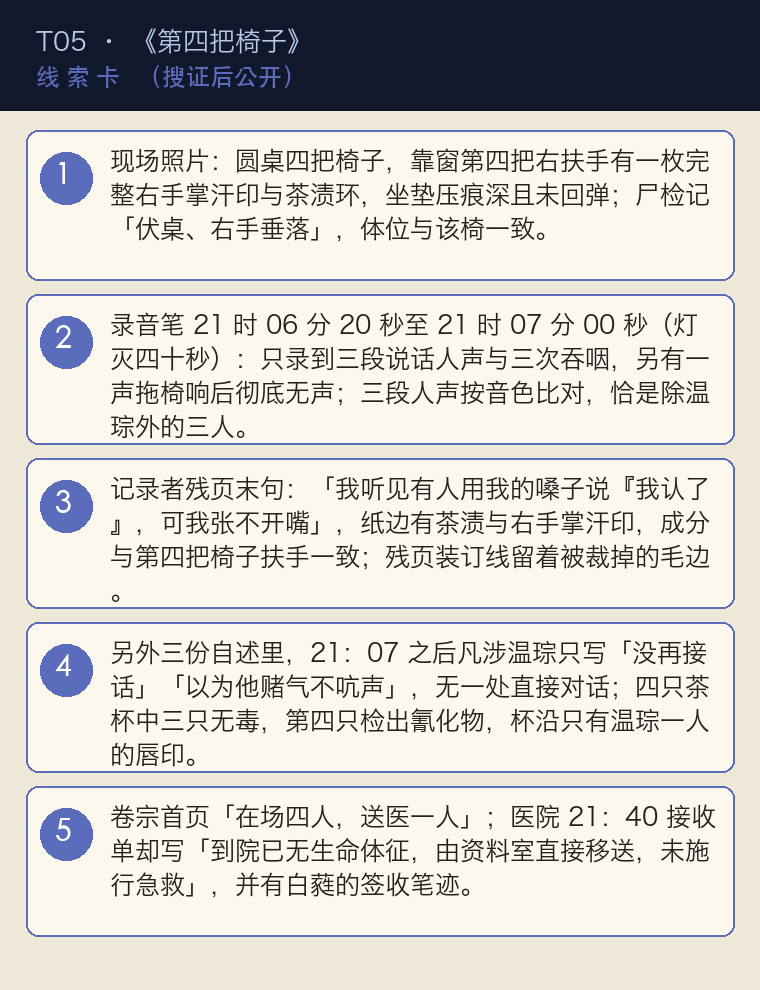 T05 · 《第四把椅子》
线索卡 （搜证后公开）
1
现场照片：圆桌四把椅子，靠窗第四把右扶手有一枚完
整右手掌汗印与茶渍环，坐垫压痕深且未回弹；尸检记
「伏桌、右手垂落」，体位与该椅一致。
2
录音笔 21 时 06 分 20 秒至 21 时 07 分 00 秒（灯
灭四十秒）：只录到三段说话人声与三次吞咽，另有一
声拖椅响后彻底无声；三段人声按音色比对，恰是除温
琮外的三人。
3
记录者残页末句：「我听见有人用我的嗓子说『我认了
』，可我张不开嘴」，纸边有茶渍与右手掌汗印，成分
与第四把椅子扶手一致；残页装订线留着被裁掉的毛边
。
4
另外三份自述里，21：07 之后凡涉温琮只写「没再接
话」「以为他赌气不吭声」，无一处直接对话；四只茶
杯中三只无毒，第四只检出氰化物，杯沿只有温琮一人
的唇印。
5
卷宗首页「在场四人，送医一人」；医院 21：40 接收
单却写「到院已无生命体征，由资料室直接移送，未施
行急救」，并有白蕤的签收笔迹。